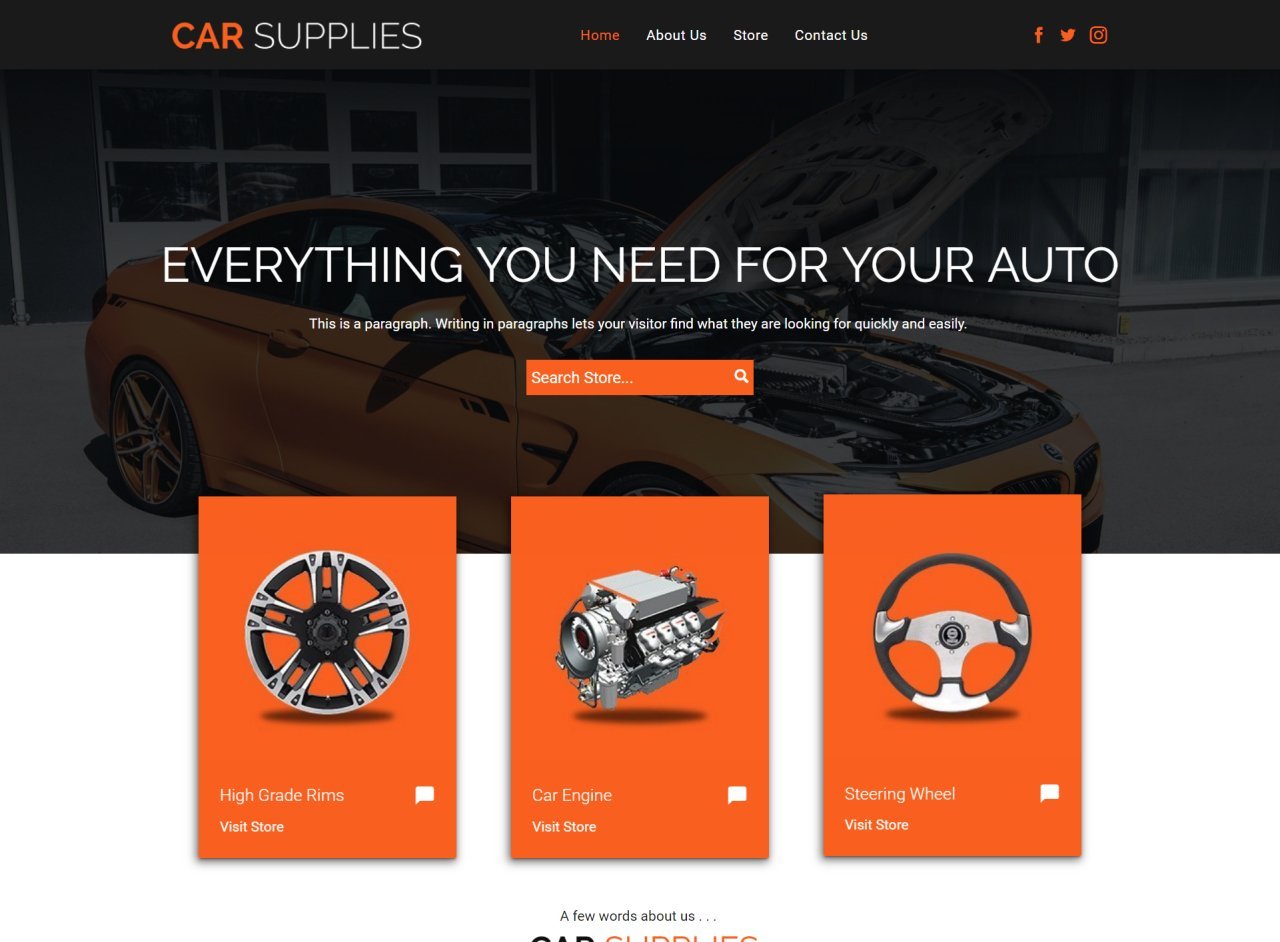 CAR SUPPLIES
Home
About Us
Store
Contact Us
EVERYTHING YOU NEED FOR YOUR AUTO
This is a paragraph. Writing in paragraphs lets your visitor find what they are looking for quickly and easily.
Search Store...
High Grade Rims
Visit Store
Car Engine
Visit Store
Steering Wheel
Visit Store
A few words about us . . .
CAR SUPPLIES